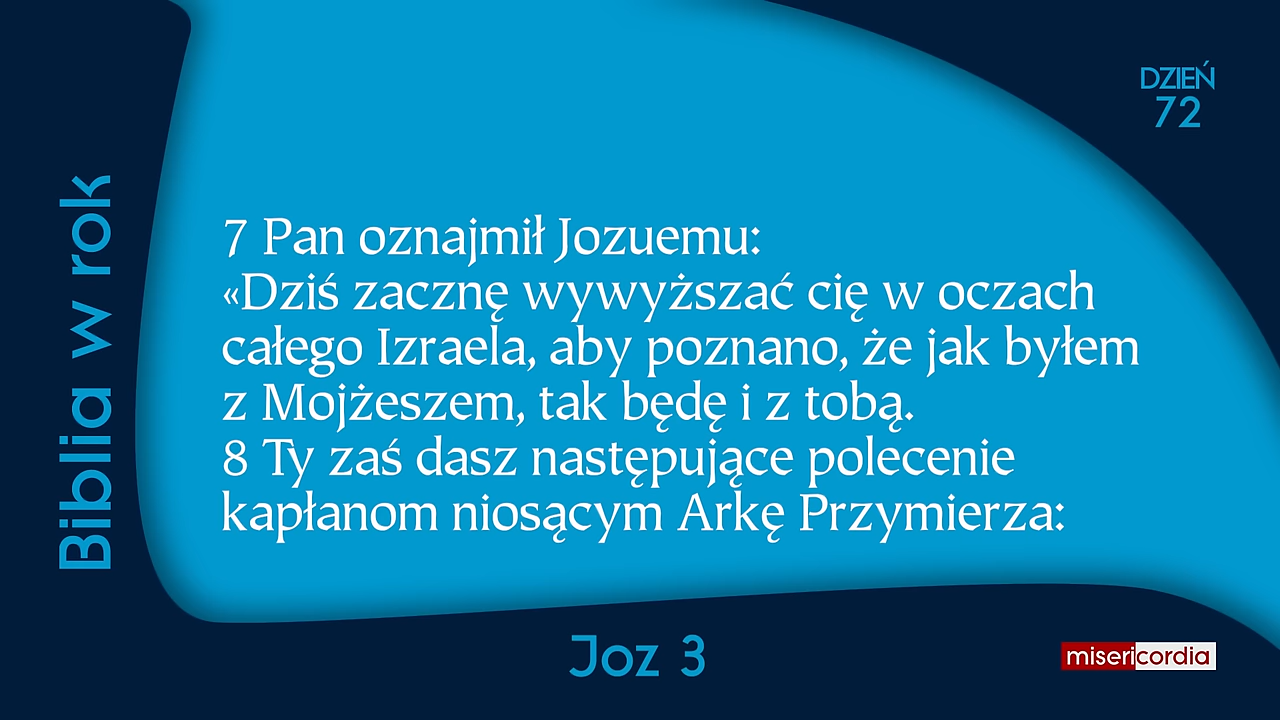 DZIEŃ
72
Biblia w rok
7 Pan oznajmił Jozuemu:
«Dziś zacznę wywyższać cię w oczach
całego Izraela, aby poznano, że jak byłem
z Mojżeszem, tak będę i z tobą.
8 Ty zaś dasz następujące polecenie
kapłanom niosącym Arkę Przymierza:
Joz 3
misericordia